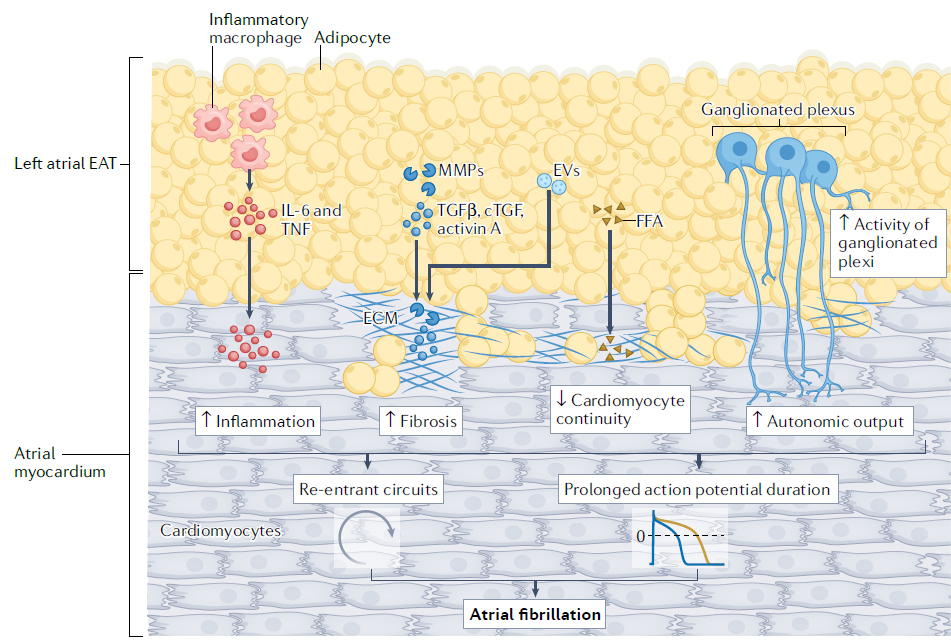 Inflammatory
macrophage
Adipocyte
Ganglionated plexus
Left atrial EAT
MMPs
EVs
IL-6 and
TNF
TGFβ, cTGF,
activin A
FFA
↑ Activity of
ganglionated
plexi
ECM
↑ Inflammation
↑ Fibrosis
↓ Cardiomyocyte
continuity
↑ Autonomic output
Atrial
myocardium
Re-entrant circuits
Prolonged action potential duration
Cardiomyocytes
0
Atrial fibrillation